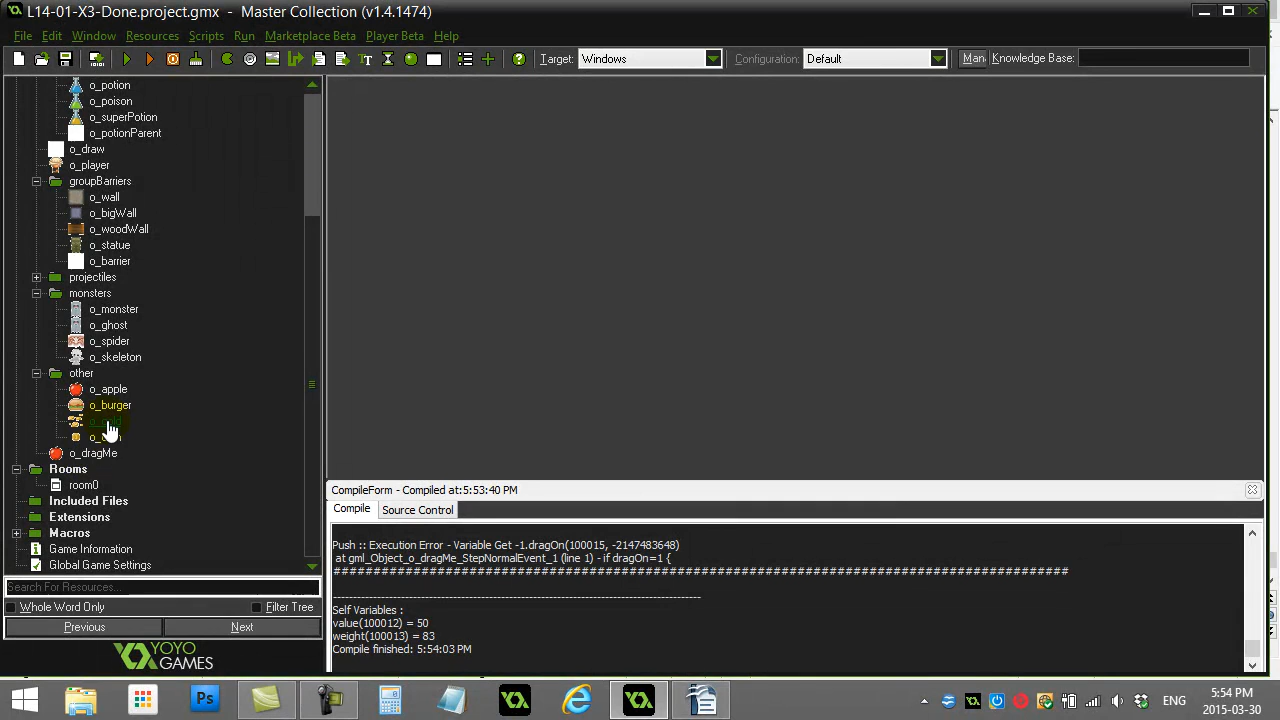 L14-01-X3-Done.project.gmx - Master Collection (v1.4.1474)
File Edit Window Resources Scripts Run Marketplace Beta Player Beta Help
Target: Windows Configuration: Default Man Knowledge Base:
o_potion
o_poison
o_superPotion
o_potionParent
o_draw
o_player
groupBarriers
o_wall
o_bigWall
o_woodWall
o_statue
o_barrier
projectiles
monsters
o_monster
o_ghost
o_spider
o_skeleton
other
o_apple
o_burger
o_dragMe
Rooms
room0
Included Files
Extensions
Macros
Game Information
Global Game Settings
Search For Resources...
Whole Word Only Filter Tree
Previous Next
YOYO
GAMES
CompileForm - Compiled at:5:53:40 PM
Compile Source Control
Push :: Execution Error - Variable Get -1.dragOn(100015, -2147483648)
at gml_Object_o_dragMe_StepNormalEvent_1 (line 1) - if dragOn=1 {
############################################################################################
--------------------------------------------------------------------------------------------
Self Variables :
value(100012) = 50
weight(100013) = 83
Compile finished: 5:54:03 PM
Ps
ENG
5:54 PM
2015-03-30